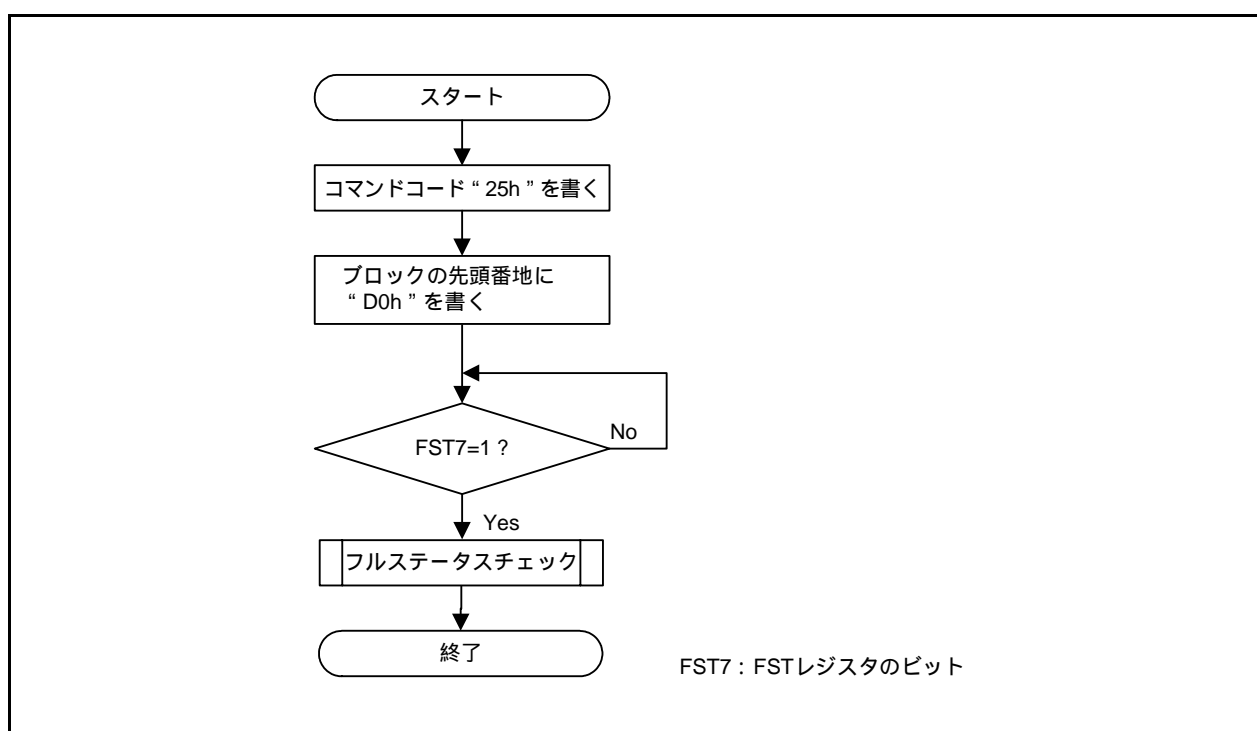 スタート
コマンドコード“25h”を書く
ブロックの先頭番地に
“D0h”を書く
FST7=1 ?
No
Yes
フルステータスチェック
終了
FST7 : FSTレジスタのビット